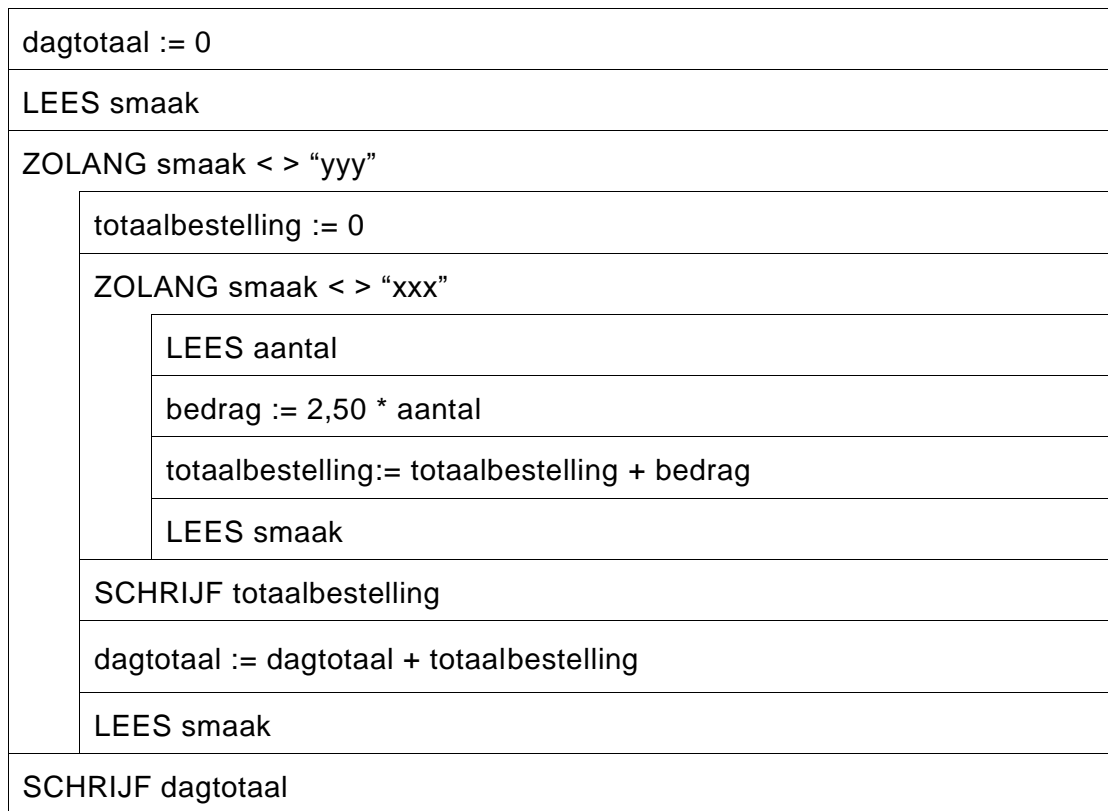 dagtotaal := 0
LEES smaak
ZOLANG smaak < > “yyy”
totaalbestelling := 0
ZOLANG smaak < > “xxx”
LEES aantal
bedrag := 2,50 * aantal
totaalbestelling:= totaalbestelling + bedrag
LEES smaak
SCHRIJF totaalbestelling
dagtotaal := dagtotaal + totaalbestelling
LEES smaak
SCHRIJF dagtotaal